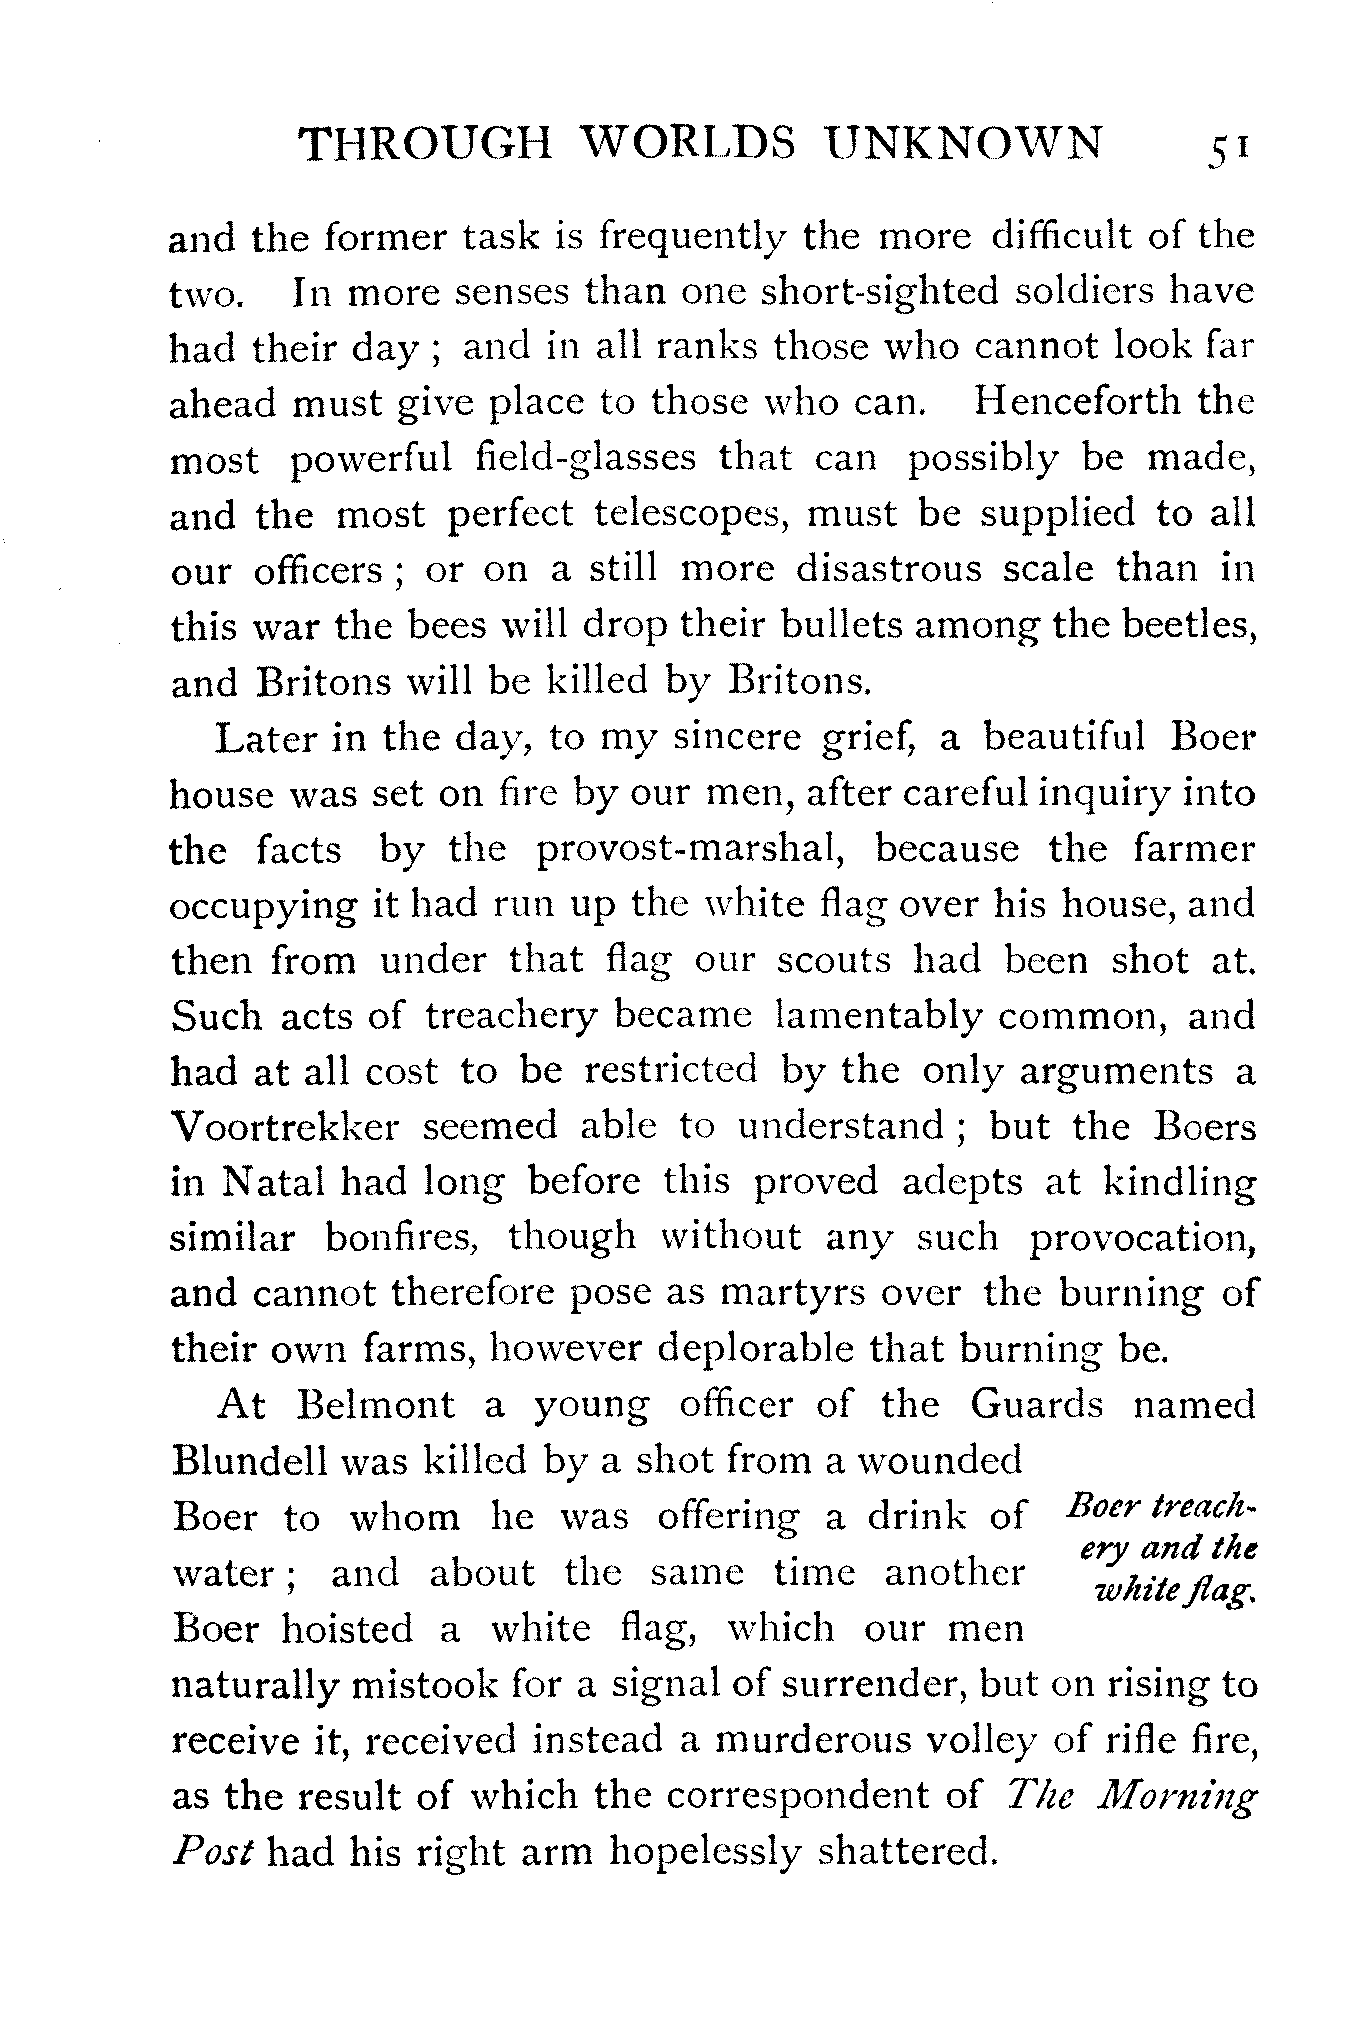 THROUGH WORLDS UNKNOWN 51
and the former task is frequently the more difficult of the
two. In more senses than one short-sighted soldiers have
had their day ; and in all ranks those who cannot look far
ahead must give place to those who can. Henceforth the
most powerful field-glasses that can possibly be made,
and the most perfect telescopes, must be supplied to all
our officers ; or on a still more disastrous scale than in
this war the bees will drop their bullets among the beetles,
and Britons will be killed by Britons.
Later in the day, to my sincere grief, a beautiful Boer
house was set on fire by our men, after careful inquiry into
the facts by the provost-marshal, because the farmer
occupying it had run up the white flag over his house, and
then from under that flag our scouts had been shot at.
Such acts of treachery became lamentably common, and
had at all cost to be restricted by the only arguments a
Voortrekker seemed able to understand ; but the Boers
in Natal had long before this proved adepts at kindling
similar bonfires, though without any such provocation,
and cannot therefore pose as martyrs over the burning of
their own farms, however deplorable that burning be.
At Belmont a young officer of the Guards named
Blundell was killed by a shot from a wounded
Boer to whom he was offering a drink of
water ; and about the same time another
Boer hoisted a white flag, which our men
Boer treach-
ery and the
white flag.
naturally mistook for a signal of surrender, but on rising to
receive it, received instead a murderous volley of rifle fire,
as the result of which the correspondent of The Morning
Post had his right arm hopelessly shattered.